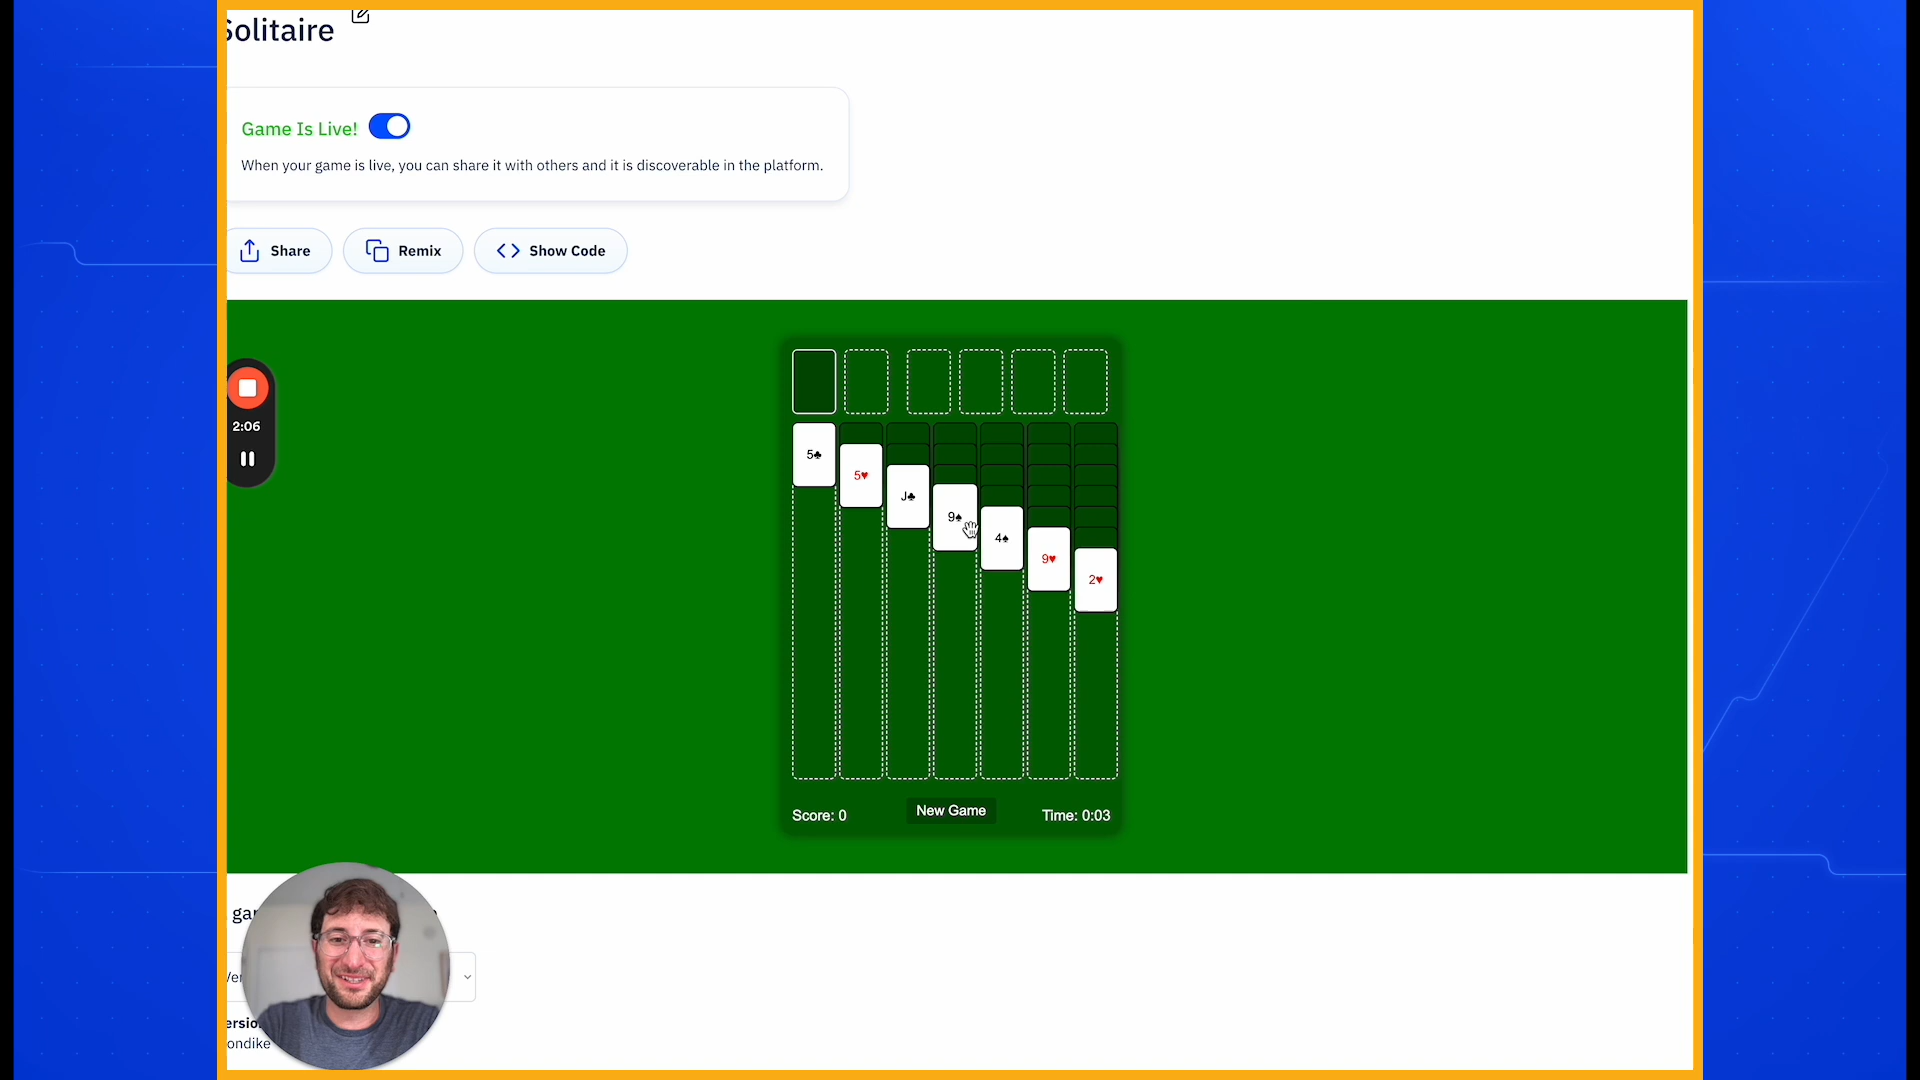 Solitaire
Game Is Live!
When your game is live, you can share it with others and it is discoverable in the platform.
Share
Remix
Show Code
2:06
5♣
5♥
J♣
9♠
4♠
9♥
2♥
Score: 0
New Game
Time: 0:03
ondike